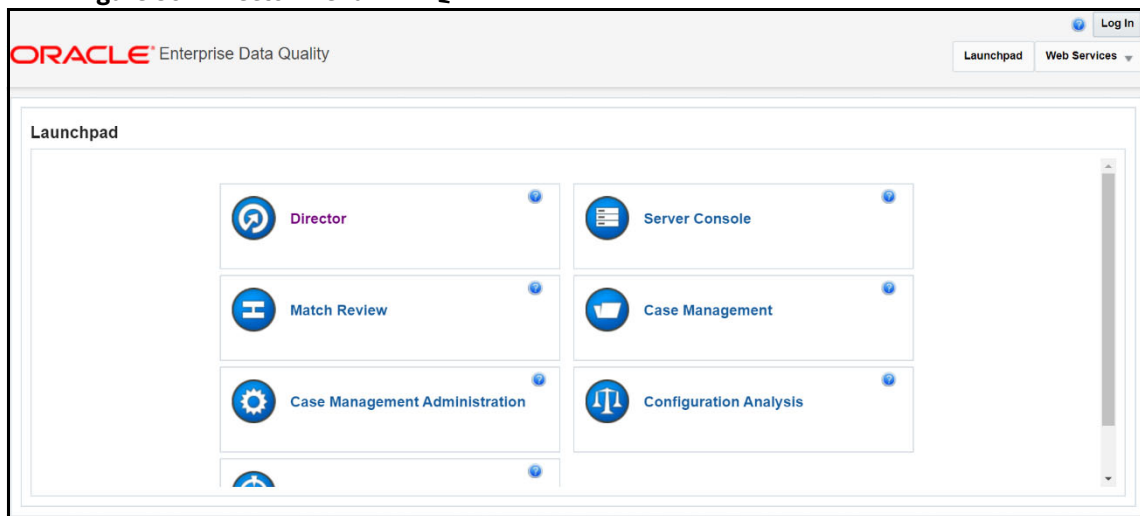 Log In
ORACLE Enterprise Data Quality
Launchpad Web Services
Launchpad
Director
Server Console
Match Review
Case Management
Case Management Administration
Configuration Analysis